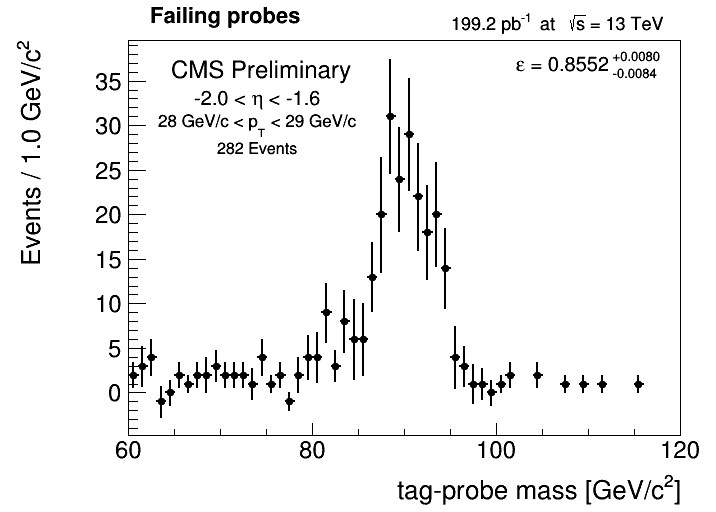 Failing probes
199.2 pb⁻¹ at √s = 13 TeV
CMS Preliminary
-2.0 < η < -1.6
28 GeV/c < p_T < 29 GeV/c
282 Events
ε = 0.8552 +0.0080 -0.0084
Events / 1.0 GeV/c²
35
30
25
20
15
10
5
0
60 80 100 120
tag-probe mass [GeV/c²]